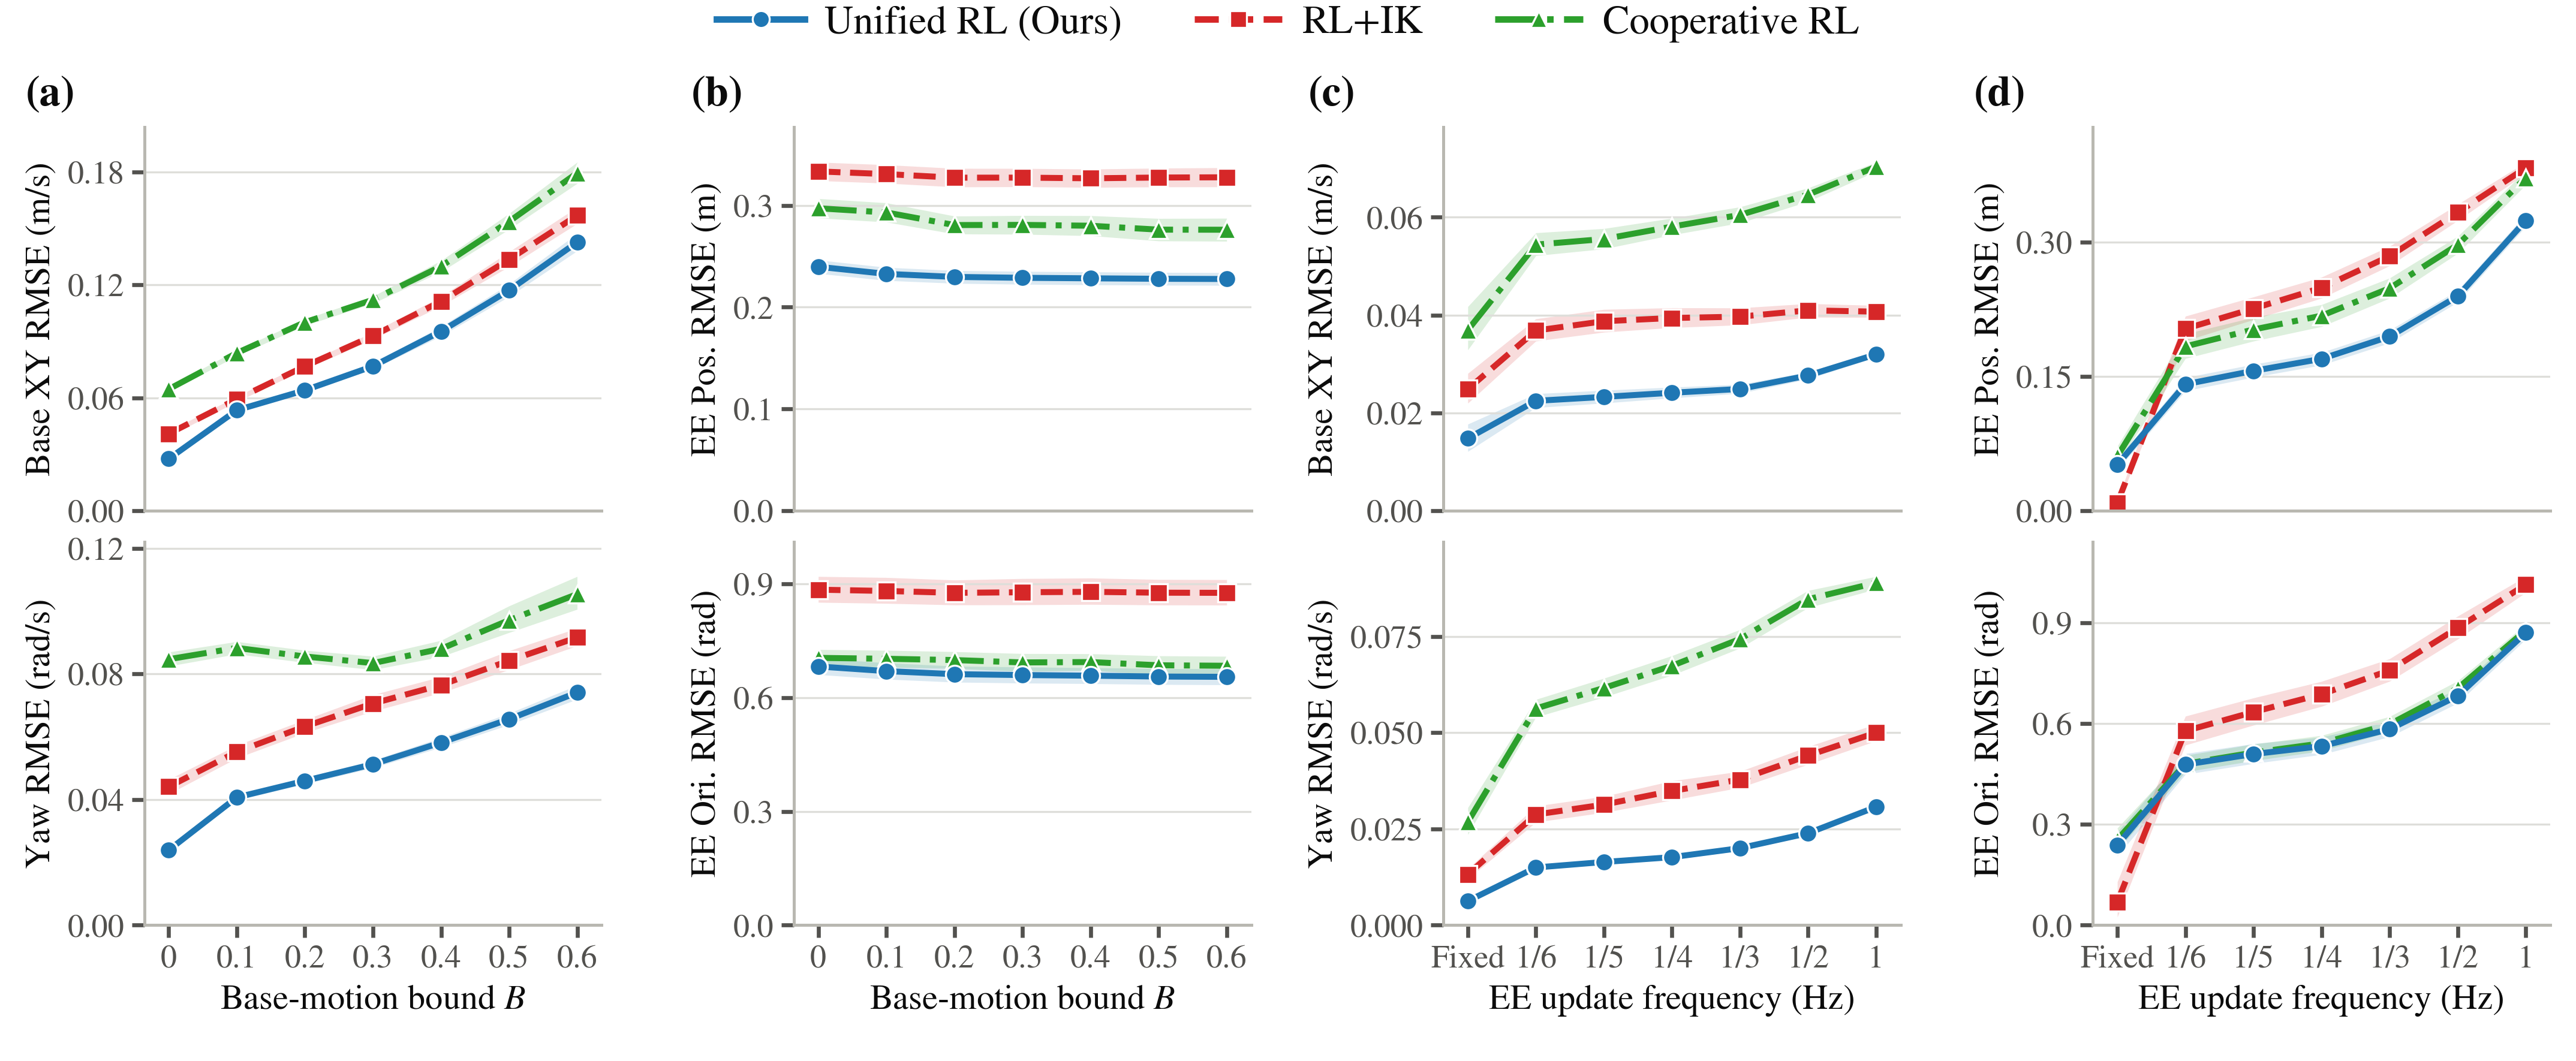 Unified RL (Ours) RL+IK Cooperative RL
(a)
Base XY RMSE (m/s)
0.18
0.12
0.06
0.00
Yaw RMSE (rad/s)
0.12
0.08
0.04
0.00
0 0.1 0.2 0.3 0.4 0.5 0.6
Base-motion bound B
(b)
EE Pos. RMSE (m)
0.3
0.2
0.1
0.0
EE Ori. RMSE (rad)
0.9
0.6
0.3
0.0
0 0.1 0.2 0.3 0.4 0.5 0.6
Base-motion bound B
(c)
Base XY RMSE (m/s)
0.06
0.04
0.02
0.00
Yaw RMSE (rad/s)
0.075
0.050
0.025
0.000
Fixed 1/6 1/5 1/4 1/3 1/2 1
EE update frequency (Hz)
(d)
EE Pos. RMSE (m)
0.30
0.15
0.00
EE Ori. RMSE (rad)
0.9
0.6
0.3
0.0
Fixed 1/6 1/5 1/4 1/3 1/2 1
EE update frequency (Hz)